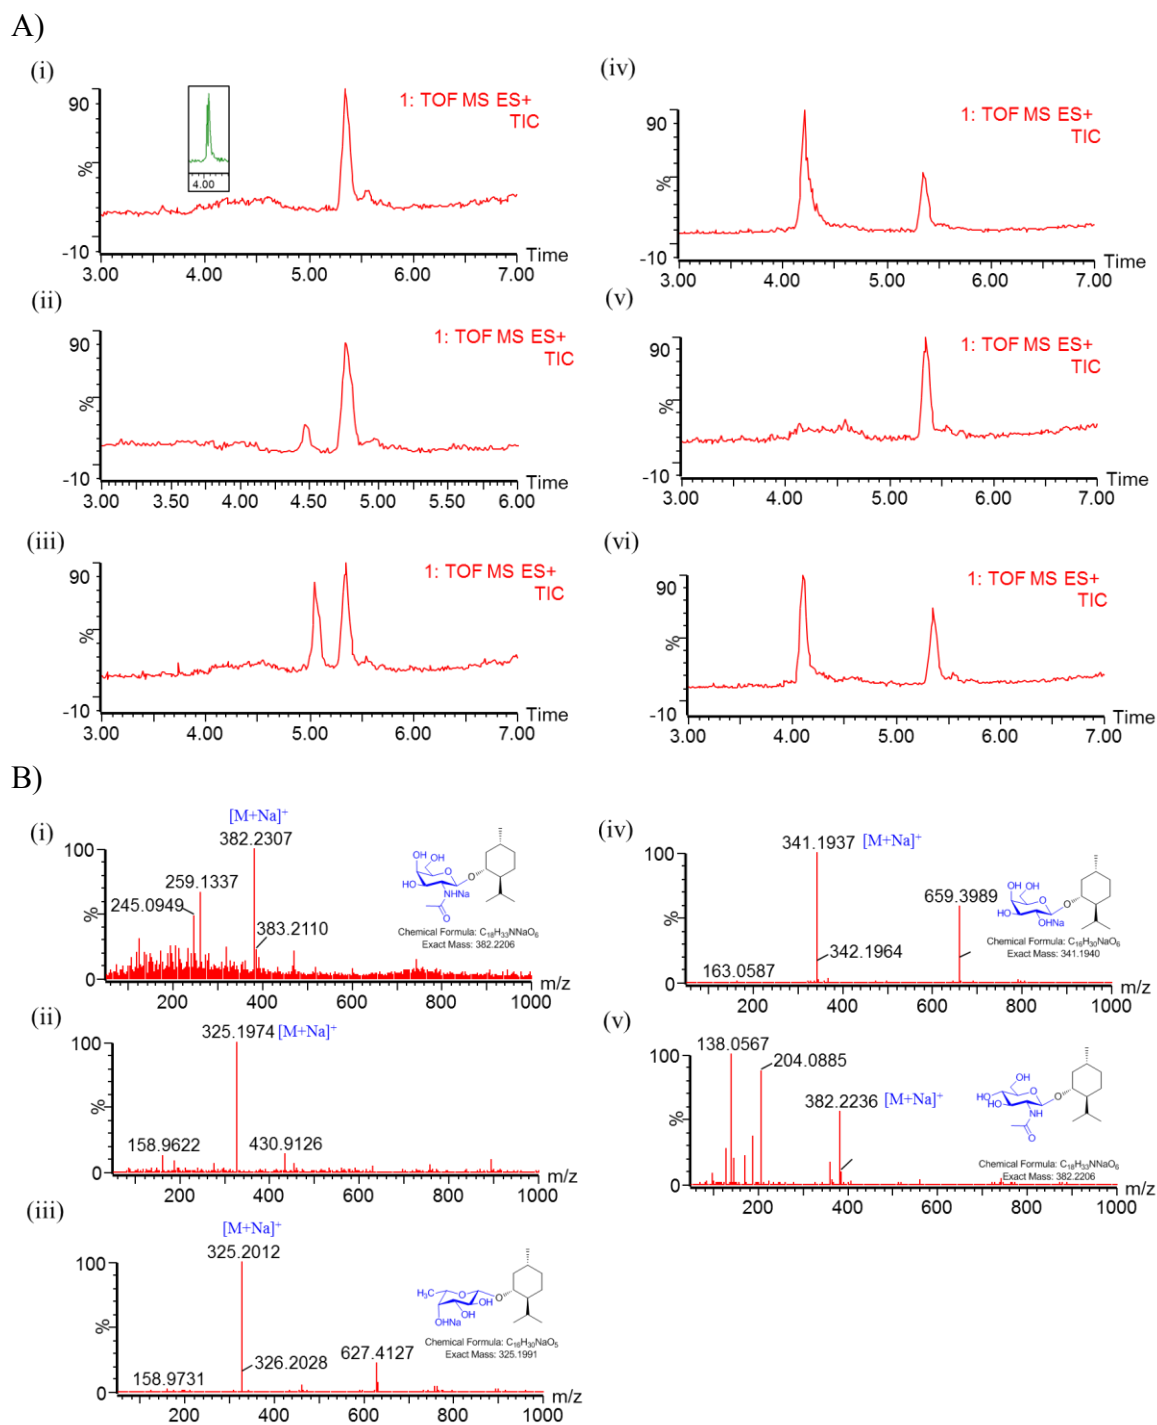 A)
(i)
90
%
-10
3.00 4.00 5.00 6.00 7.00
Time
4.00
1: TOF MS ES+
TIC
(ii)
90
%
-10
3.00 3.50 4.00 4.50 5.00 5.50 6.00
Time
1: TOF MS ES+
TIC
(iii)
90
%
-10
3.00 4.00 5.00 6.00 7.00
Time
1: TOF MS ES+
TIC
(iv)
90
%
-10
3.00 4.00 5.00 6.00 7.00
Time
1: TOF MS ES+
TIC
(v)
90
%
-10
3.00 4.00 5.00 6.00 7.00
Time
1: TOF MS ES+
TIC
(vi)
90
%
-10
3.00 4.00 5.00 6.00 7.00
Time
1: TOF MS ES+
TIC
B)
(i)
[M+Na]⁺
382.2307
259.1337
245.0949
383.2110
100
%
0
200 400 600 800 1000 m/z
OH OH
HO
O
O
NHNa
O
Chemical Formula: C₁₈H₃₃NNaO₆
Exact Mass: 382.2206
(ii)
325.1974 [M+Na]⁺
158.9622
430.9126
100
%
0
200 400 600 800 1000 m/z
(iii)
[M+Na]⁺
325.2012
326.2028
627.4127
158.9731
100
%
0
200 400 600 800 1000 m/z
H₃C
O
O
OH
OH
OHNa
Chemical Formula: C₁₆H₃₀NaO₅
Exact Mass: 325.1991
(iv)
341.1937 [M+Na]⁺
659.3989
342.1964
163.0587
100
%
0
200 400 600 800 1000 m/z
OH OH
O
O
HO
OHNa
Chemical Formula: C₁₆H₃₀NaO₆
Exact Mass: 341.1940
(v)
138.0567
204.0885
382.2236 [M+Na]⁺
100
%
0
200 400 600 800 1000 m/z
OH
HO
HO
O
O
NH
O
Chemical Formula: C₁₈H₃₃NNaO₆
Exact Mass: 382.2206